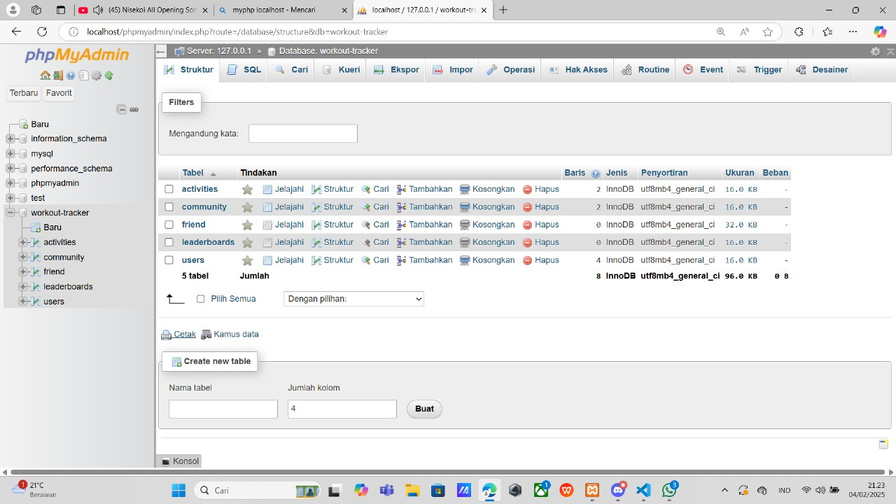 (45) Nisekoi All Opening Son
myphp localhost - Mencari
localhost / 127.0.0.1 / workout-tr
localhost/phpmyadmin/index.php?route=/database/structure&db=workout-tracker
phpMyAdmin
Terbaru Favorit
Baru
information_schema
mysql
performance_schema
phpmyadmin
test
workout-tracker
Baru
activities
community
friend
leaderboards
users
Server: 127.0.0.1 » Database: workout-tracker
Struktur SQL Cari Kueri Ekspor Impor Operasi Hak Akses Routine Event Trigger Desainer
Filters
Mengandung kata:
Tabel Tindakan Baris Jenis Penyortiran Ukuran Beban
activities Jelajahi Struktur Cari Tambahkan Kosongkan Hapus 2 InnoDB utf8mb4_general_ci 16.0 KB -
community Jelajahi Struktur Cari Tambahkan Kosongkan Hapus 2 InnoDB utf8mb4_general_ci 16.0 KB -
friend Jelajahi Struktur Cari Tambahkan Kosongkan Hapus 0 InnoDB utf8mb4_general_ci 32.0 KB -
leaderboards Jelajahi Struktur Cari Tambahkan Kosongkan Hapus 0 InnoDB utf8mb4_general_ci 16.0 KB -
users Jelajahi Struktur Cari Tambahkan Kosongkan Hapus 4 InnoDB utf8mb4_general_ci 16.0 KB -
5 tabel Jumlah 8 InnoDB utf8mb4_general_ci 96.0 KB 0 B
Pilih Semua Dengan pilihan:
Cetak Kamus data
Create new table
Nama tabel Jumlah kolom
4 Buat
Konsol
21°C
Berawan
Cari
IND
21.23
04/02/2025